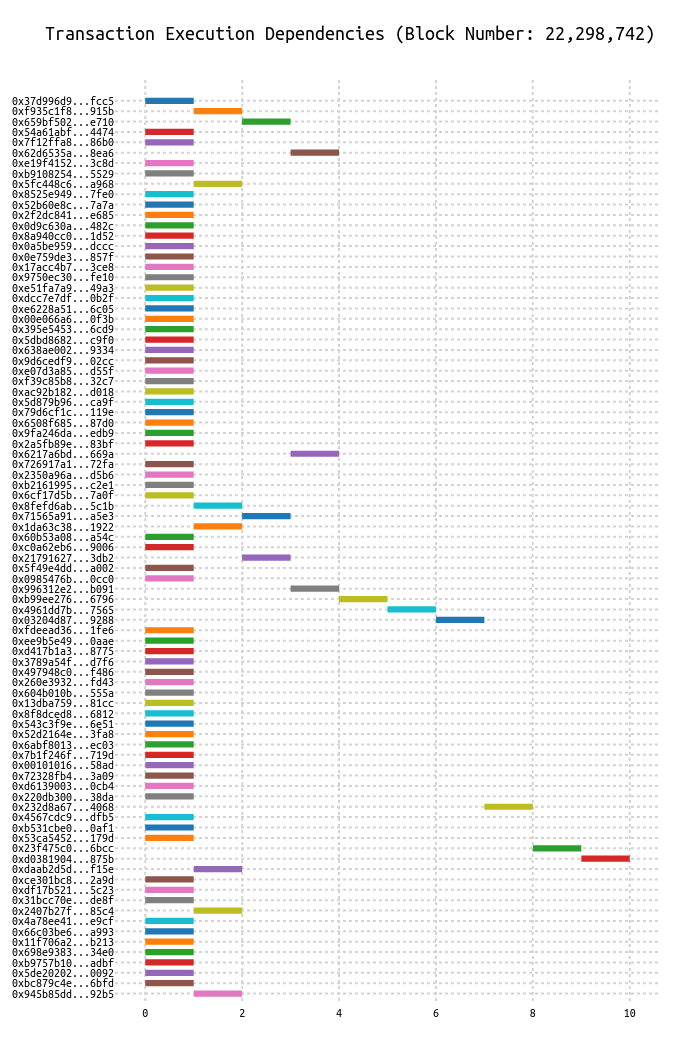 Transaction Execution Dependencies (Block Number: 22,298,742)
0x37d996d9...fcc5
0xf935c1f8...915b
0x659bf502...e710
0x54a61abf...4474
0x7f12ffa8...86b0
0x62d6535a...8ea6
0xe19f4152...3c8d
0xb9108254...5529
0x5fc448c6...a968
0x8525e949...7fe0
0x52b60e8c...7a7a
0x2f2dc841...e685
0x0d9c630a...482c
0x8a940cc0...1d52
0x0a5be959...dccc
0x0e759de3...857f
0x17acc4b7...3ce8
0x9750ec30...fe10
0xe51fa7a9...49a3
0xdcc7e7df...0b2f
0xe6228a51...6c05
0x00e066a6...0f3b
0x395e5453...6cd9
0x5dbd8682...c9f0
0x638ae002...9334
0x9d6cedf9...02cc
0xe07d3a85...d55f
0xf39c85b8...32c7
0xac92b182...d018
0x5d879b96...ca9f
0x79d6cf1c...119e
0x6508f685...87d0
0x9fa246da...edb9
0x2a5fb89e...83bf
0x6217a6bd...669a
0x726917a1...72fa
0x2350a96a...d5b6
0xb2161995...c2e1
0x6cf17d5b...7a0f
0x8fefd6ab...5c1b
0x71565a91...a5e3
0x1da63c38...1922
0x60b53a08...a54c
0xc0a62eb6...9006
0x21791627...3db2
0x5f49e4dd...a002
0x0985476b...0cc0
0x996312e2...b091
0xb99ee276...6796
0x4961dd7b...7565
0x03204d87...9288
0xfdeead36...1fe6
0xee9b5e49...0aae
0xd417b1a3...8775
0x3789a54f...d7f6
0x497948c0...f486
0x260e3932...fd43
0x604b010b...555a
0x13dba759...81cc
0x8f8dced8...6812
0x543c3f9e...6e51
0x52d2164e...3fa8
0x6abf8013...ec03
0x7b1f246f...719d
0x00101016...58ad
0x72328fb4...3a09
0xd6139003...0cb4
0x220db300...38da
0x232d8a67...4068
0x4567cdc9...dfb5
0xb531cbe0...0af1
0x53ca5452...179d
0x23f475c0...6bcc
0xd0381904...875b
0xdaab2d5d...f15e
0xce301bc8...2a9d
0xdf17b521...5c23
0x31bcc70e...de8f
0x2407b27f...85c4
0x4a78ee41...e9cf
0x66c03be6...a993
0x11f706a2...b213
0x698e9383...34e0
0xb9757b10...adbf
0x5de20202...0092
0xbc879c4e...6bfd
0x945b85dd...92b5
0 2 4 6 8 10